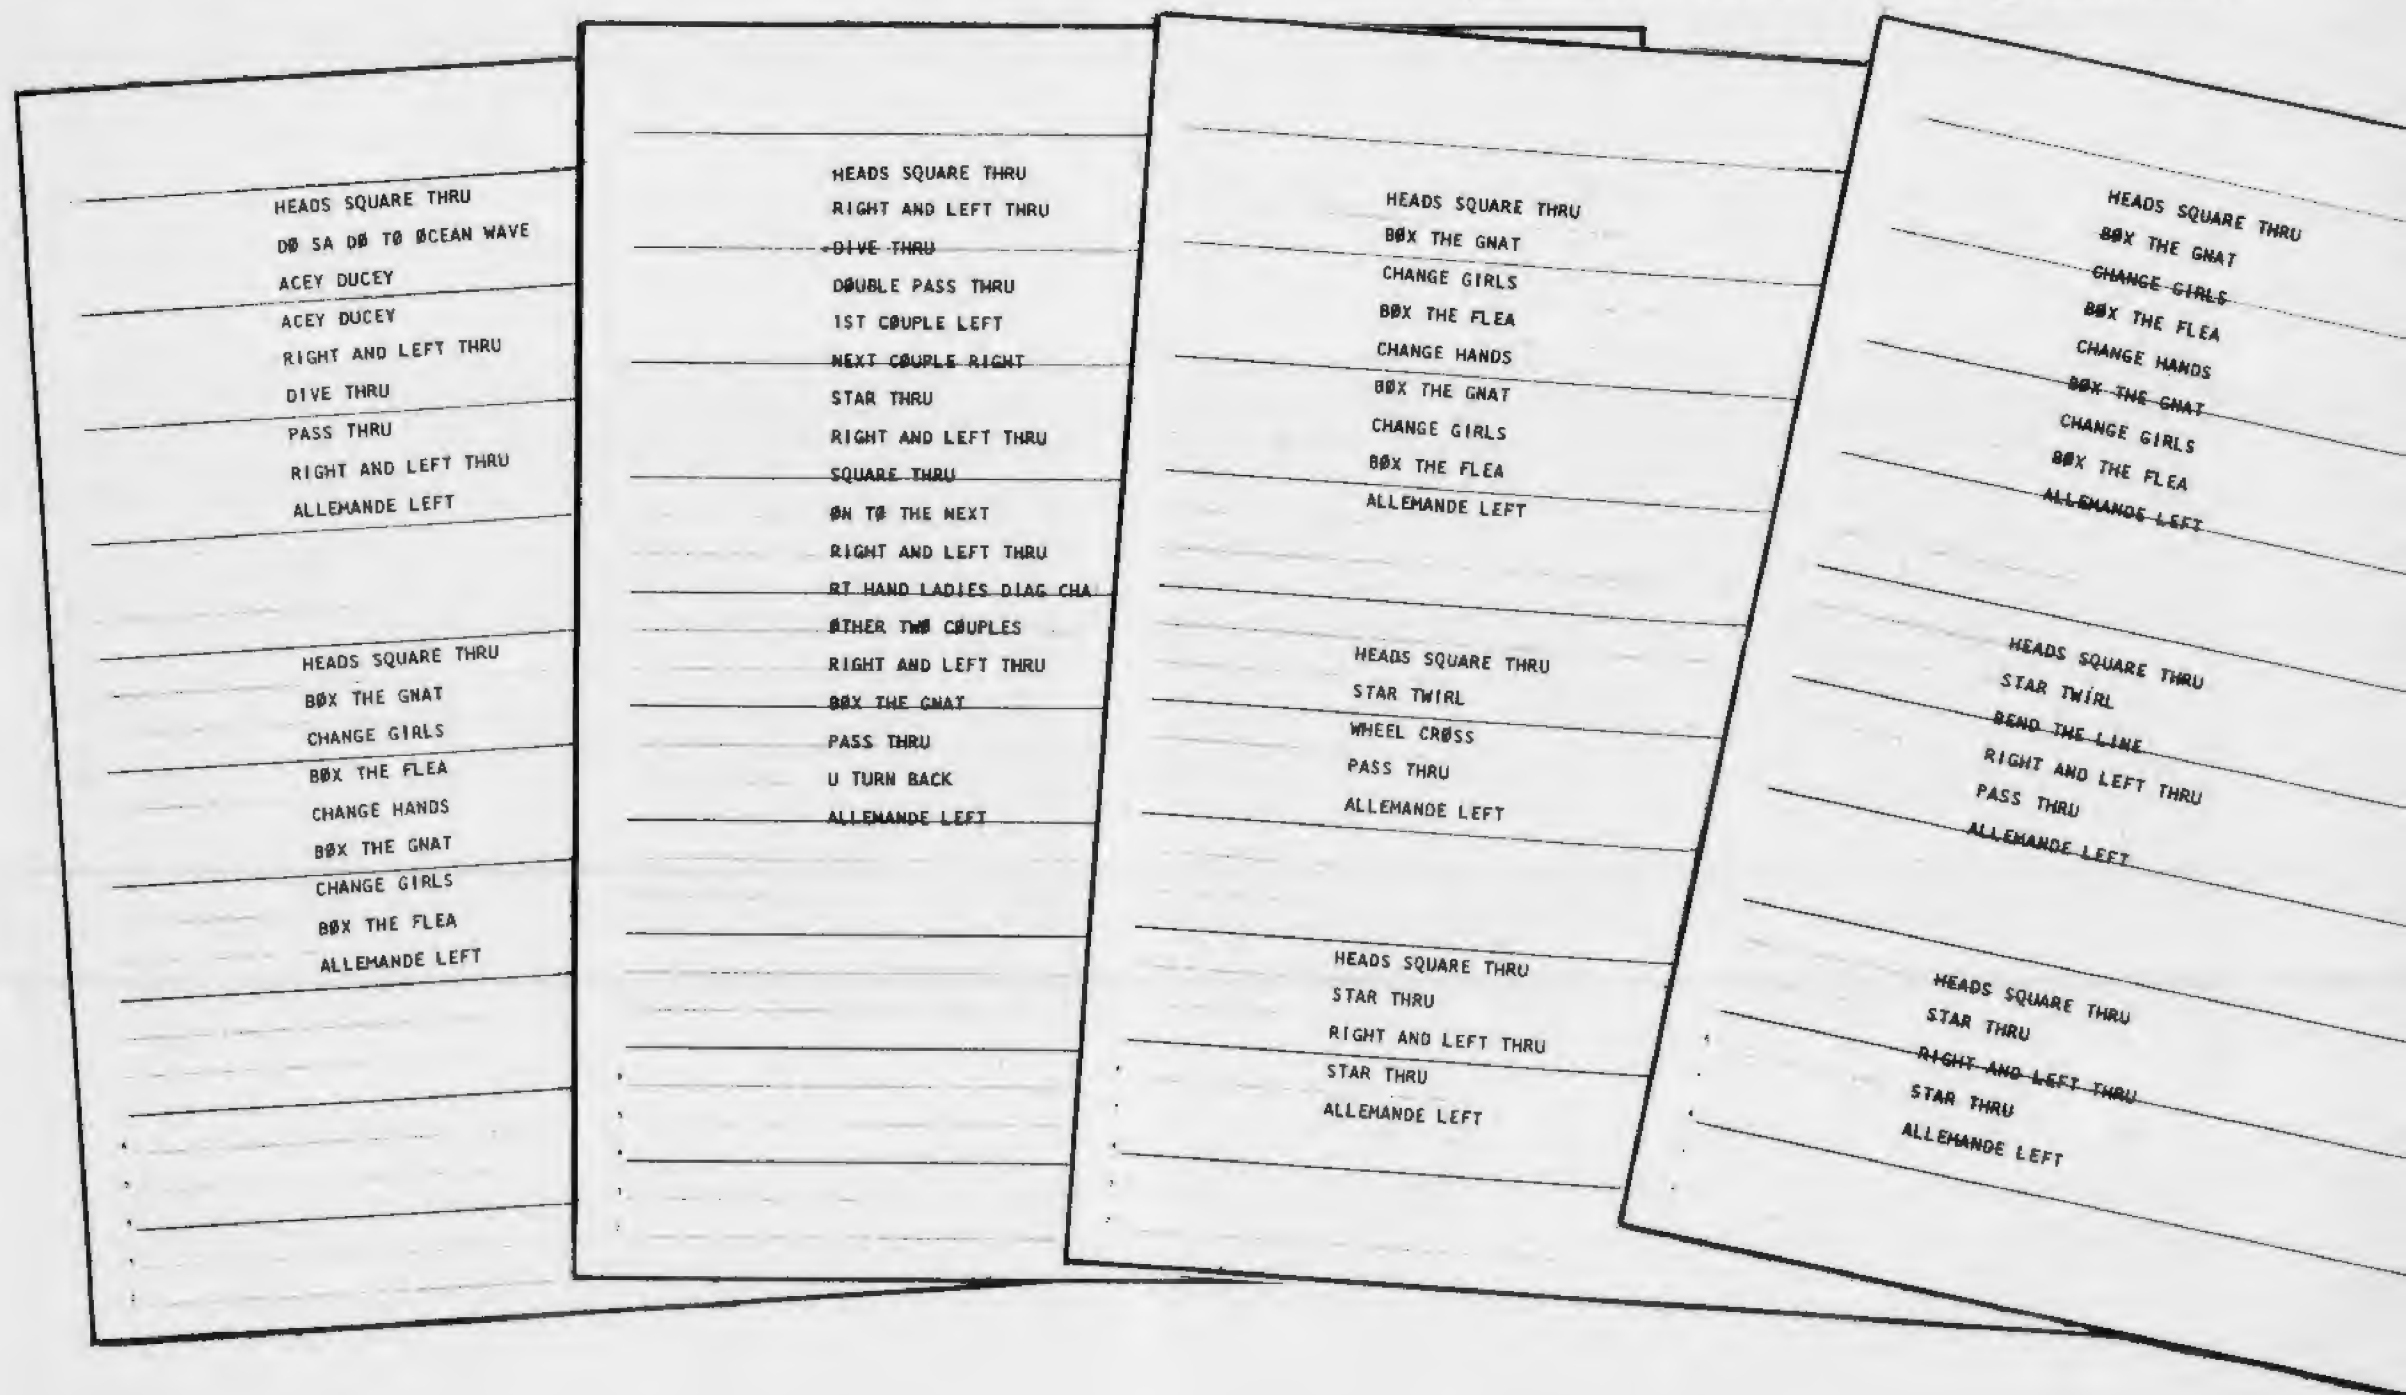 HEADS SQUARE THRU
DØ SA DØ TØ ØCEAN WAVE
ACEY DUCEY
ACEY DUCEY
RIGHT AND LEFT THRU
DIVE THRU
PASS THRU
RIGHT AND LEFT THRU
ALLEMANDE LEFT
HEADS SQUARE THRU
BØX THE GNAT
CHANGE GIRLS
BØX THE FLEA
CHANGE HANDS
BØX THE GNAT
CHANGE GIRLS
BØX THE FLEA
ALLEMANDE LEFT
HEADS SQUARE THRU
RIGHT AND LEFT THRU
DIVE THRU
DØUBLE PASS THRU
1ST CØUPLE LEFT
NEXT CØUPLE RIGHT
STAR THRU
RIGHT AND LEFT THRU
SQUARE THRU
ØN TØ THE NEXT
RIGHT AND LEFT THRU
RT HAND LADIES DIAG CHA
ØTHER TWØ CØUPLES
RIGHT AND LEFT THRU
BØX THE GNAT
PASS THRU
U TURN BACK
ALLEMANDE LEFT
HEADS SQUARE THRU
BØX THE GNAT
CHANGE GIRLS
BØX THE FLEA
CHANGE HANDS
BØX THE GNAT
CHANGE GIRLS
BØX THE FLEA
ALLEMANDE LEFT
HEADS SQUARE THRU
STAR TWIRL
WHEEL CRØSS
PASS THRU
ALLEMANDE LEFT
HEADS SQUARE THRU
STAR THRU
RIGHT AND LEFT THRU
STAR THRU
ALLEMANDE LEFT
HEADS SQUARE THRU
BØX THE GNAT
CHANGE GIRLS
BØX THE FLEA
CHANGE HANDS
BØX THE GNAT
CHANGE GIRLS
BØX THE FLEA
ALLEMANDE LEFT
HEADS SQUARE THRU
STAR TWIRL
BEND THE LINE
RIGHT AND LEFT THRU
PASS THRU
ALLEMANDE LEFT
HEADS SQUARE THRU
STAR THRU
RIGHT AND LEFT THRU
STAR THRU
ALLEMANDE LEFT